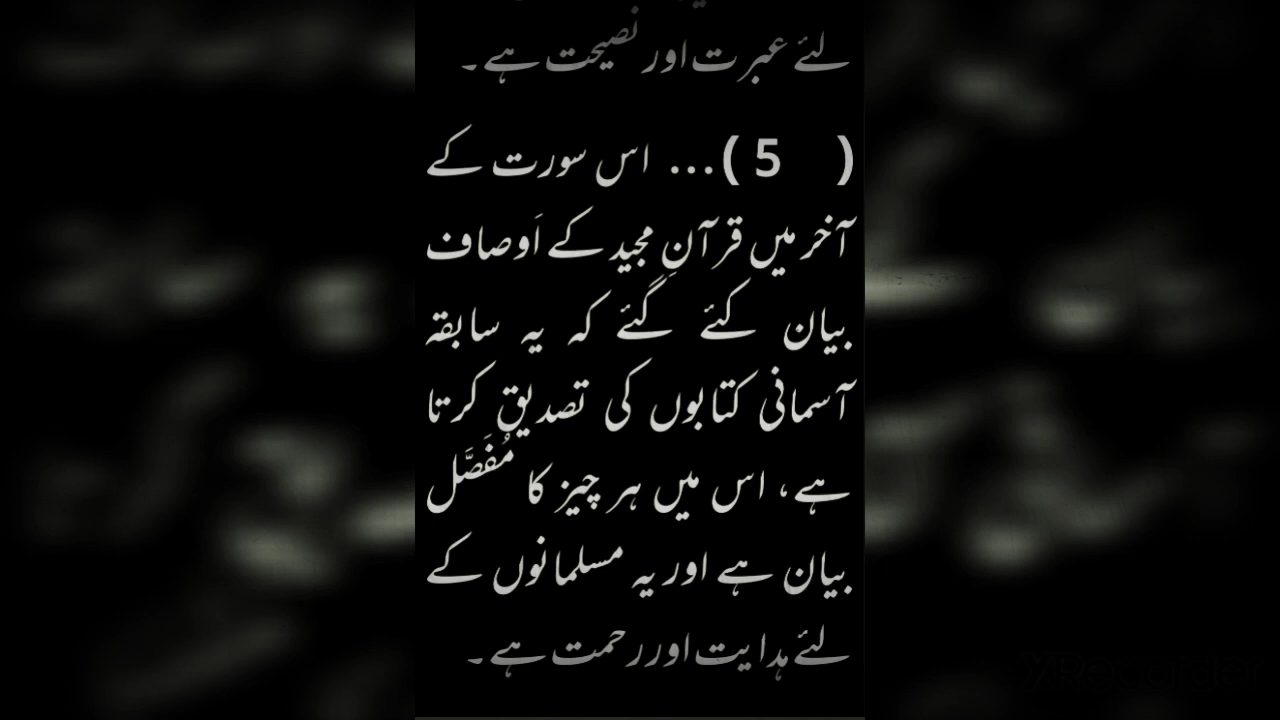 لئے عبرت اور نصیحت ہے۔
( 5 )... اس سورت کے
آخر میں قرآنِ مجید کے اَوصاف
بیان کئے گئے کہ یہ سابقہ
آسمانی کتابوں کی تصدیق کرتا
ہے، اس میں ہر چیز کا مُفَصَّل
بیان ہے اور یہ مسلمانوں کے
لئے ہدایت اور رحمت ہے۔
XRecorder